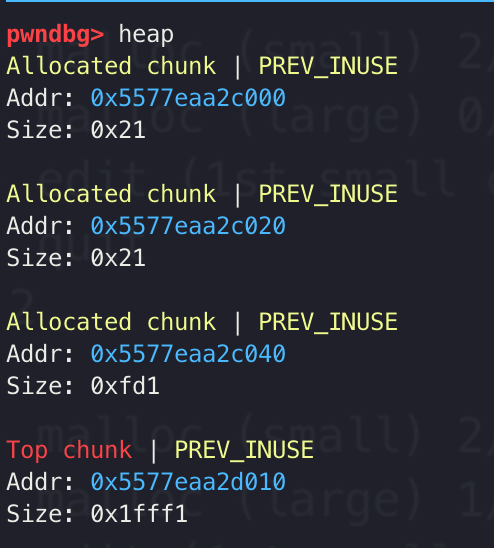 pwndbg> heap
Allocated chunk | PREV_INUSE
Addr: 0x5577eaa2c000
Size: 0x21
Allocated chunk | PREV_INUSE
Addr: 0x5577eaa2c020
Size: 0x21
Allocated chunk | PREV_INUSE
Addr: 0x5577eaa2c040
Size: 0xfd1
Top chunk | PREV_INUSE
Addr: 0x5577eaa2d010
Size: 0x1fff1